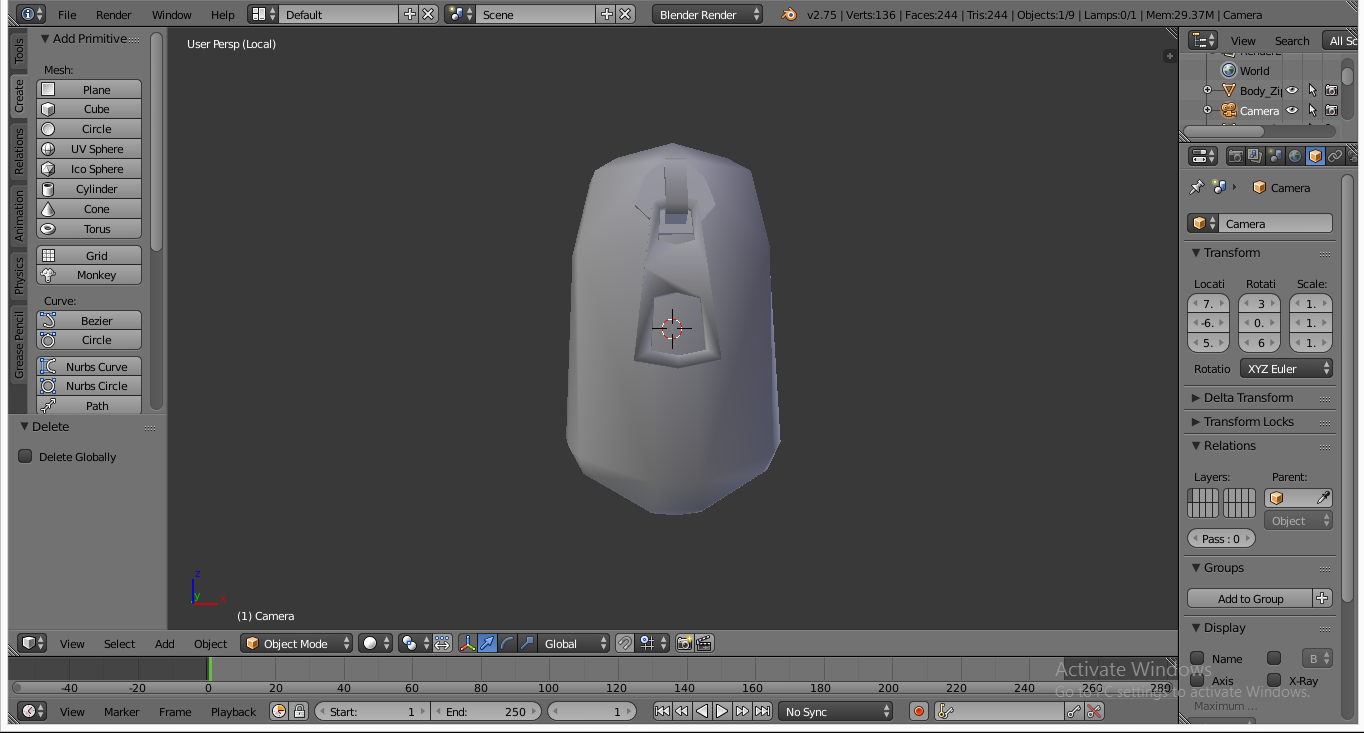 File Render Window Help Default Scene Blender Render v2.75 | Verts:136 | Faces:244 | Tris:244 | Objects:1/9 | Lamps:0/1 | Mem:29.37M | Camera
Tools
Create
Relations
Animation
Physics
Grease Pencil
Add Primitive
Mesh:
Plane
Cube
Circle
UV Sphere
Ico Sphere
Cylinder
Cone
Torus
Grid
Monkey
Curve:
Bezier
Circle
Nurbs Curve
Nurbs Circle
Path
Delete
Delete Globally
User Persp (Local)
z
y
x
(1) Camera
View Select Add Object Object Mode Global
-40 -20 0 20 40 60 80 100 120 140 160 180 200 220 240 260 280
View Marker Frame Playback Start: 1 End: 250 1 No Sync
View Search All Sc
World
Body_Zi
Camera
Camera
Camera
Transform
Locati Rotati Scale:
7. 3 1.
-6. 0. 1.
5. 6 1.
Rotatio XYZ Euler
Delta Transform
Transform Locks
Relations
Layers: Parent:
Object
Pass : 0
Groups
Add to Group
Display
Name B
Axis X-Ray
Maximum ...
Activate Windows
Go to PC settings to activate Windows.